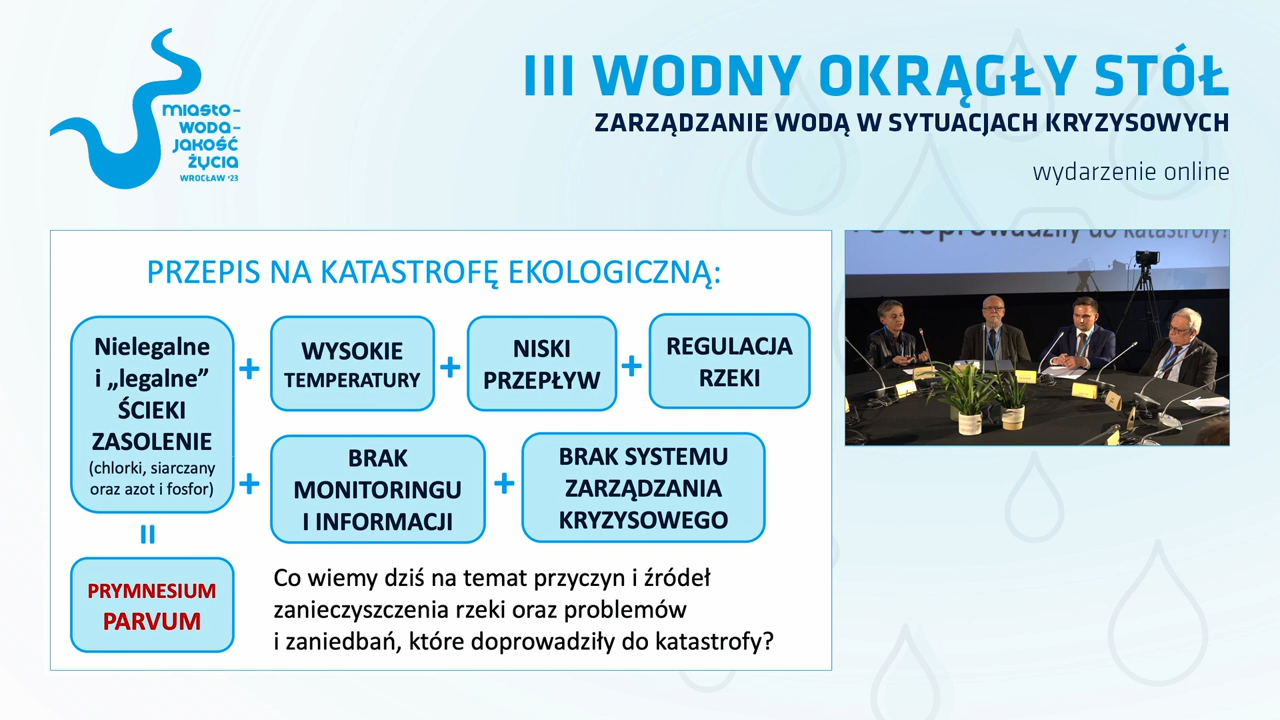 miasto-
woda-
jakość
życia
WROCŁAW '23
III WODNY OKRĄGŁY STÓŁ
ZARZĄDZANIE WODĄ W SYTUACJACH KRYZYSOWYCH
wydarzenie online
PRZEPIS NA KATASTROFĘ EKOLOGICZNĄ:
Nielegalne
i „legalne”
ŚCIEKI
ZASOLENIE
(chlorki, siarczany
oraz azot i fosfor)
+
WYSOKIE
TEMPERATURY
+
NISKI
PRZEPŁYW
+
REGULACJA
RZEKI
+
BRAK
MONITORINGU
I INFORMACJI
+
BRAK SYSTEMU
ZARZĄDZANIA
KRYZYSOWEGO
=
PRYMNESIUM
PARVUM
Co wiemy dziś na temat przyczyn i źródeł
zanieczyszczenia rzeki oraz problemów
i zaniedbań, które doprowadziły do katastrofy?
doprowadziły do katastrofy?